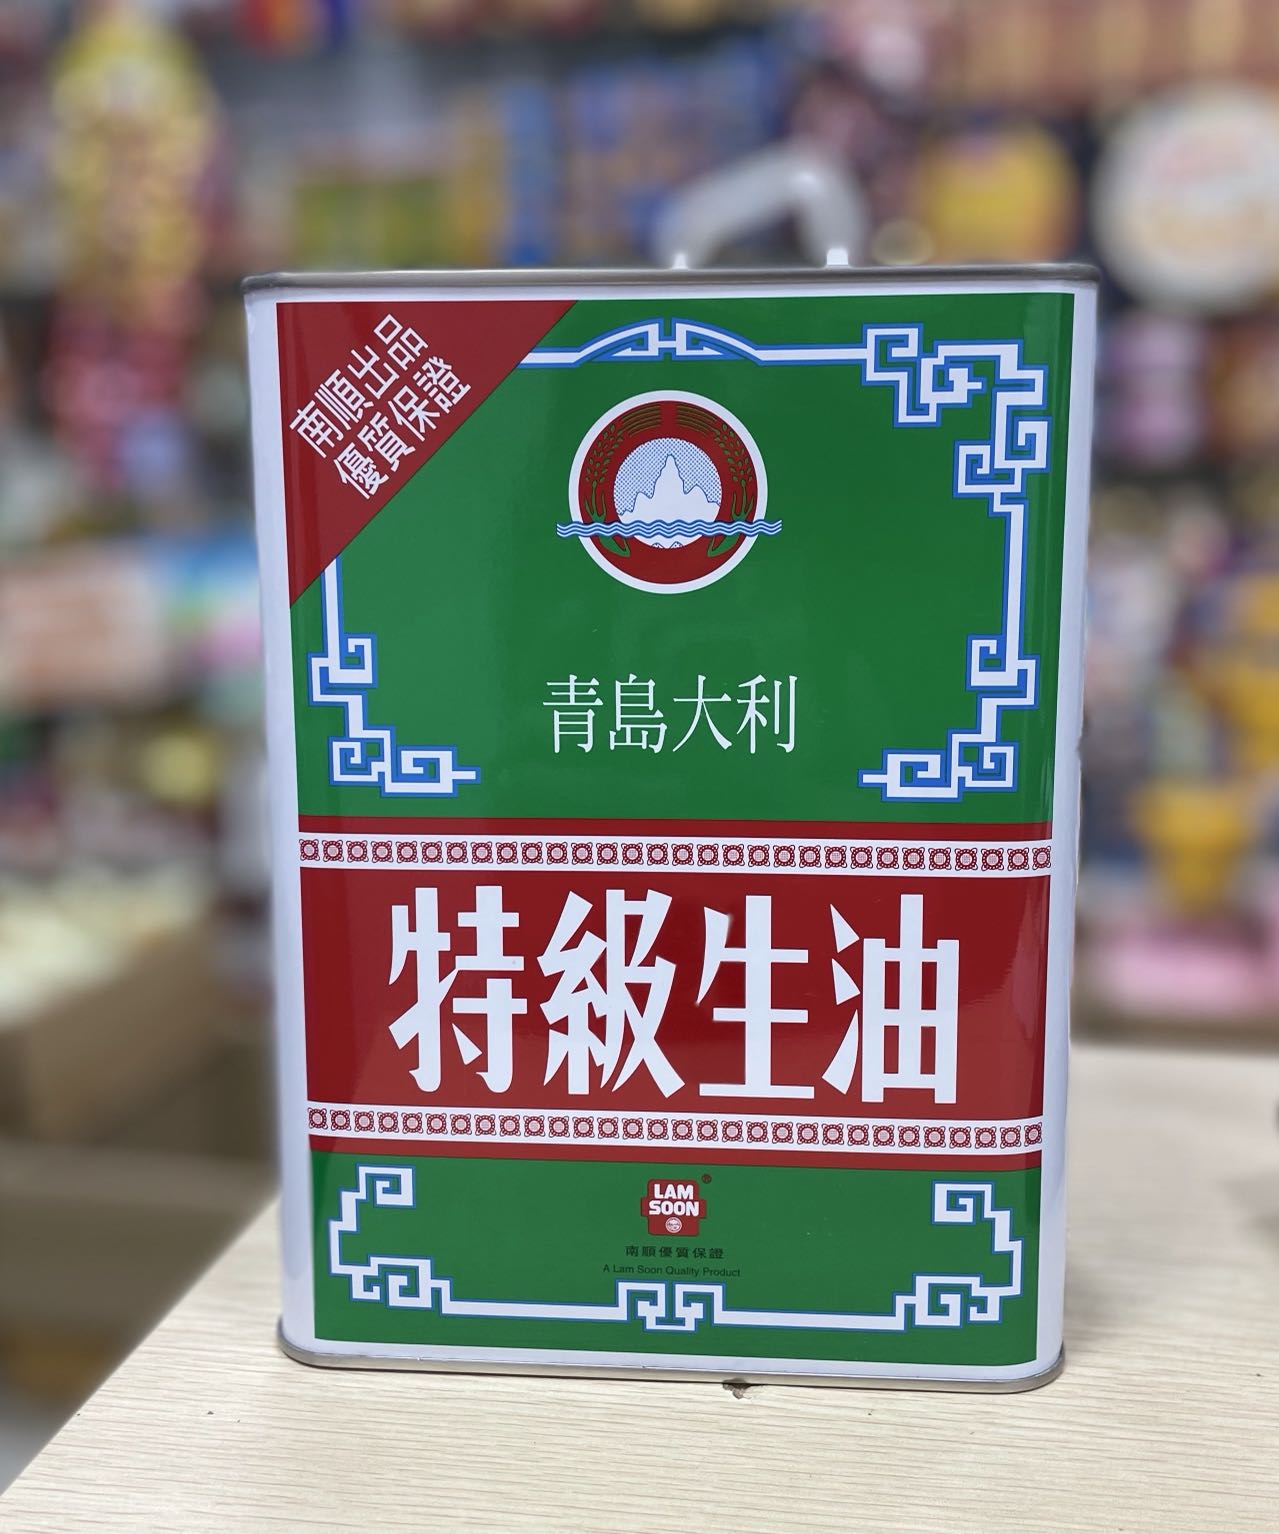 南順出品
優質保證
青島大利
特級生油
LAM
SOON
®
南順優質保證
A Lam Soon Quality Product